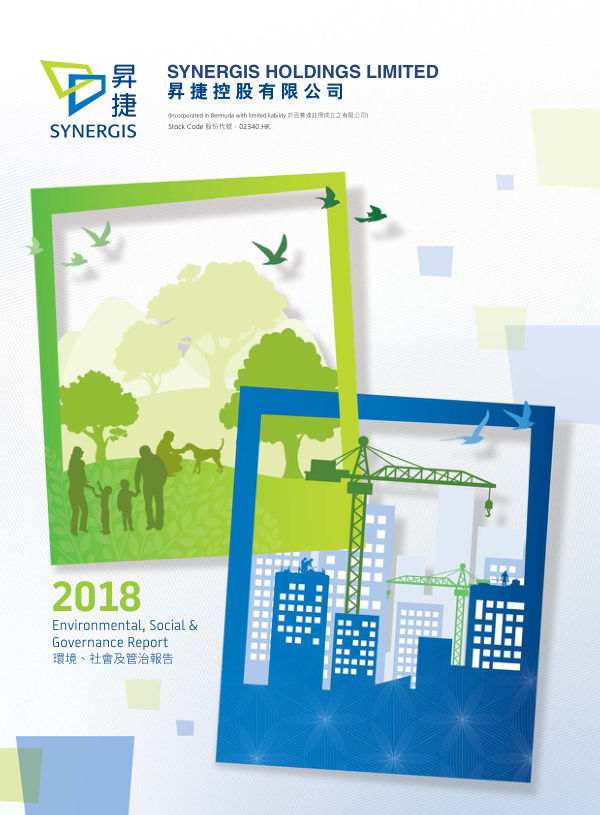 昇
捷
SYNERGIS
SYNERGIS HOLDINGS LIMITED
昇捷控股有限公司
(Incorporated in Bermuda with limited liability 於百慕達註冊成立之有限公司)
Stock Code 股份代號：02340.HK
2018
Environmental, Social &
Governance Report
環境、社會及管治報告